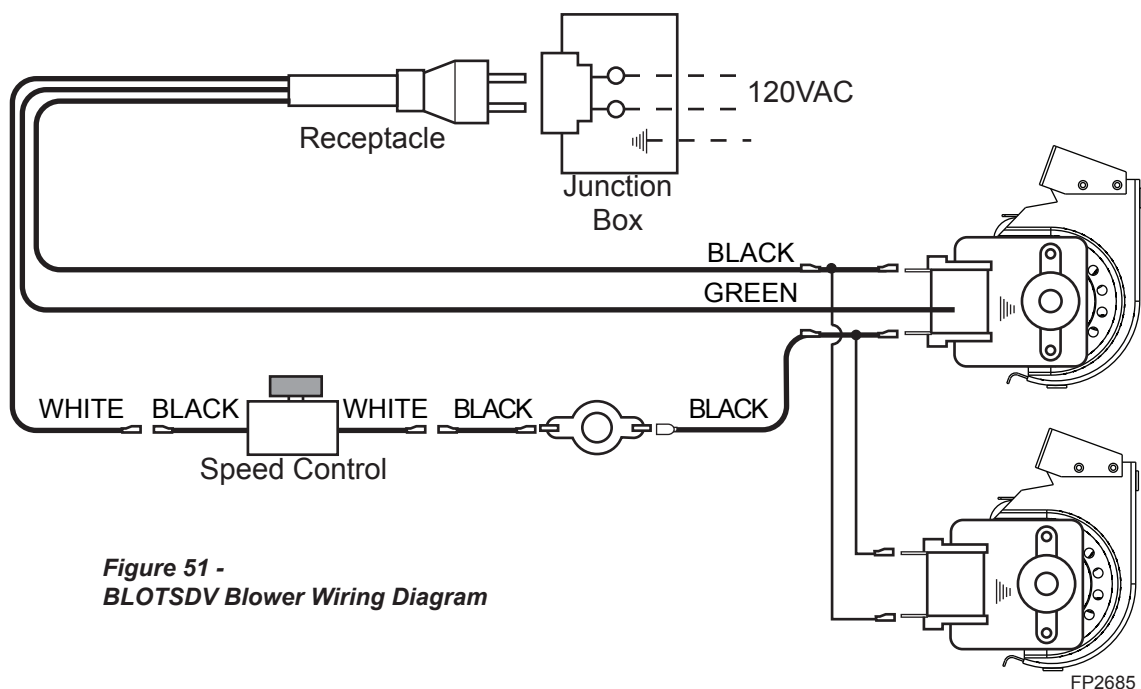 120VAC
Receptacle
Junction
Box
BLACK
GREEN
WHITE BLACK WHITE BLACK BLACK
Speed Control
Figure 51 -
BLOTSDV Blower Wiring Diagram
FP2685